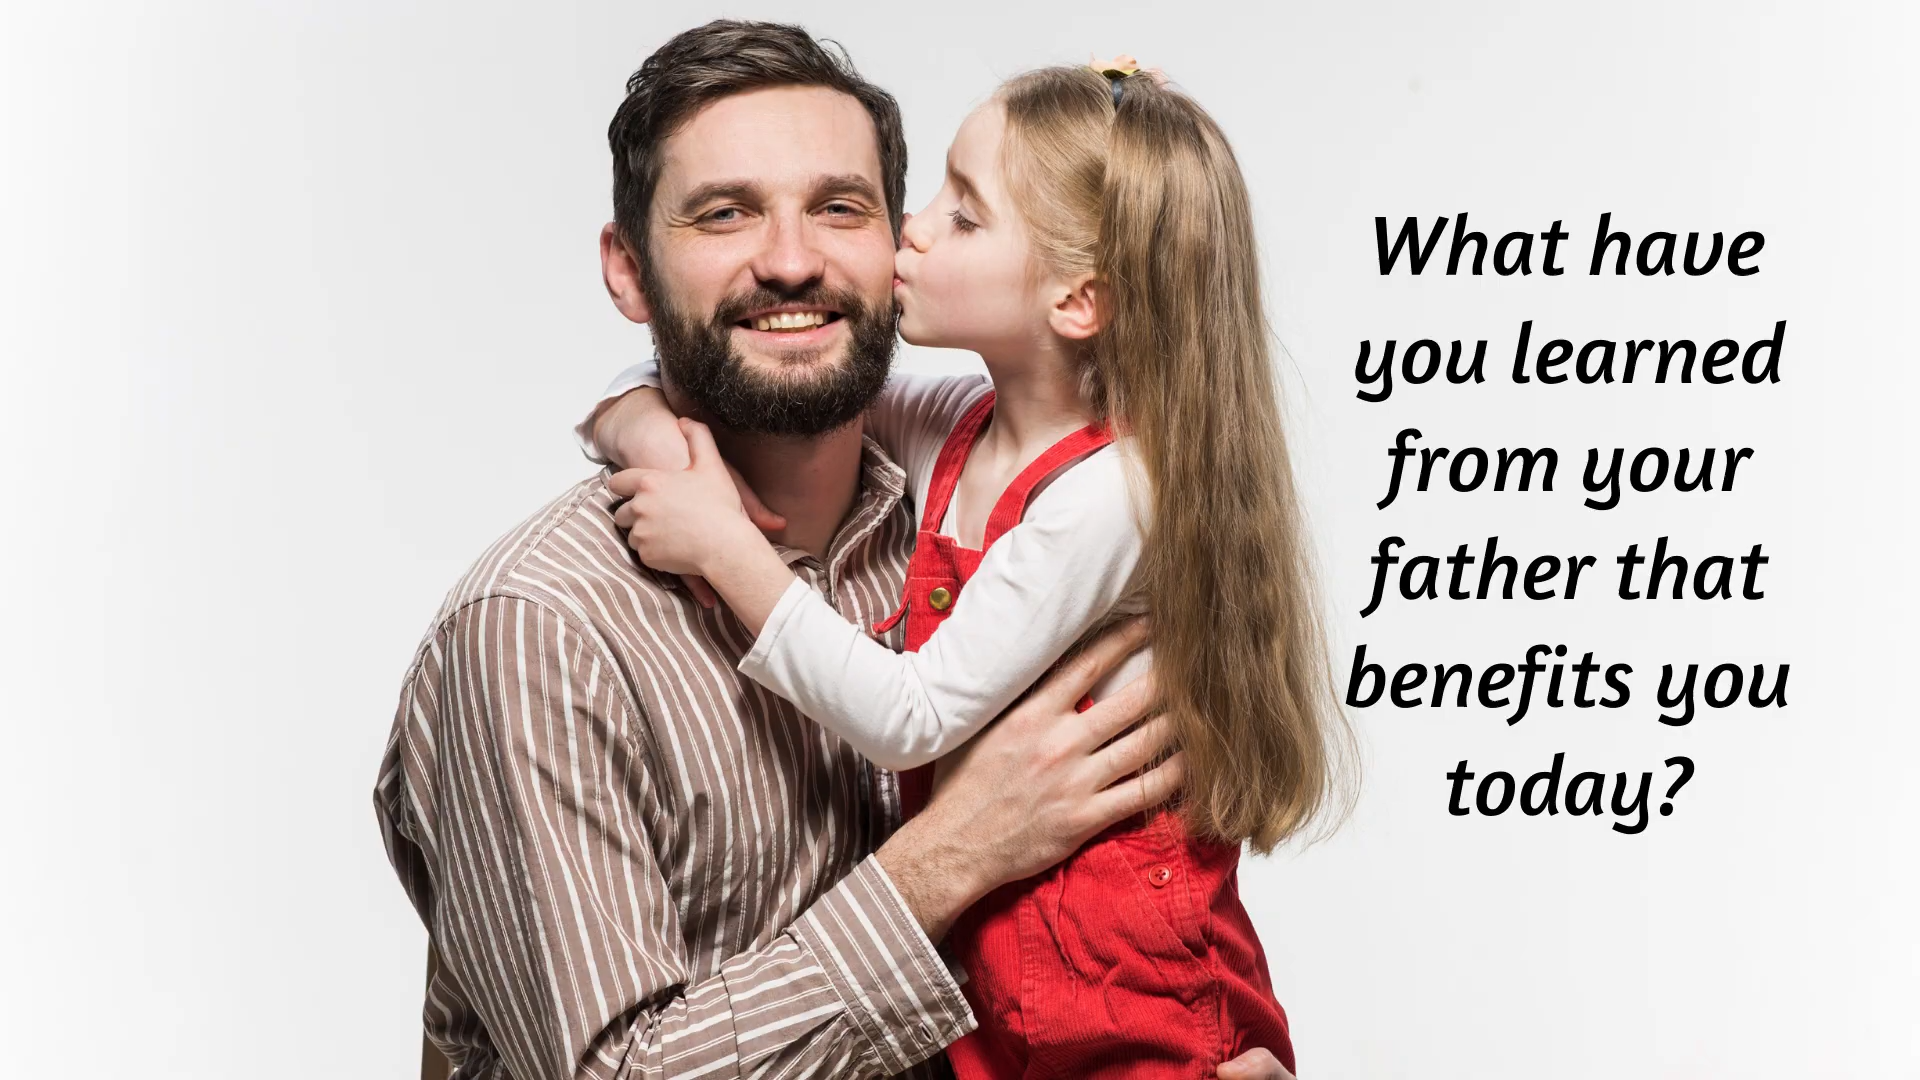 What have
you learned
from your
father that
benefits you
today?